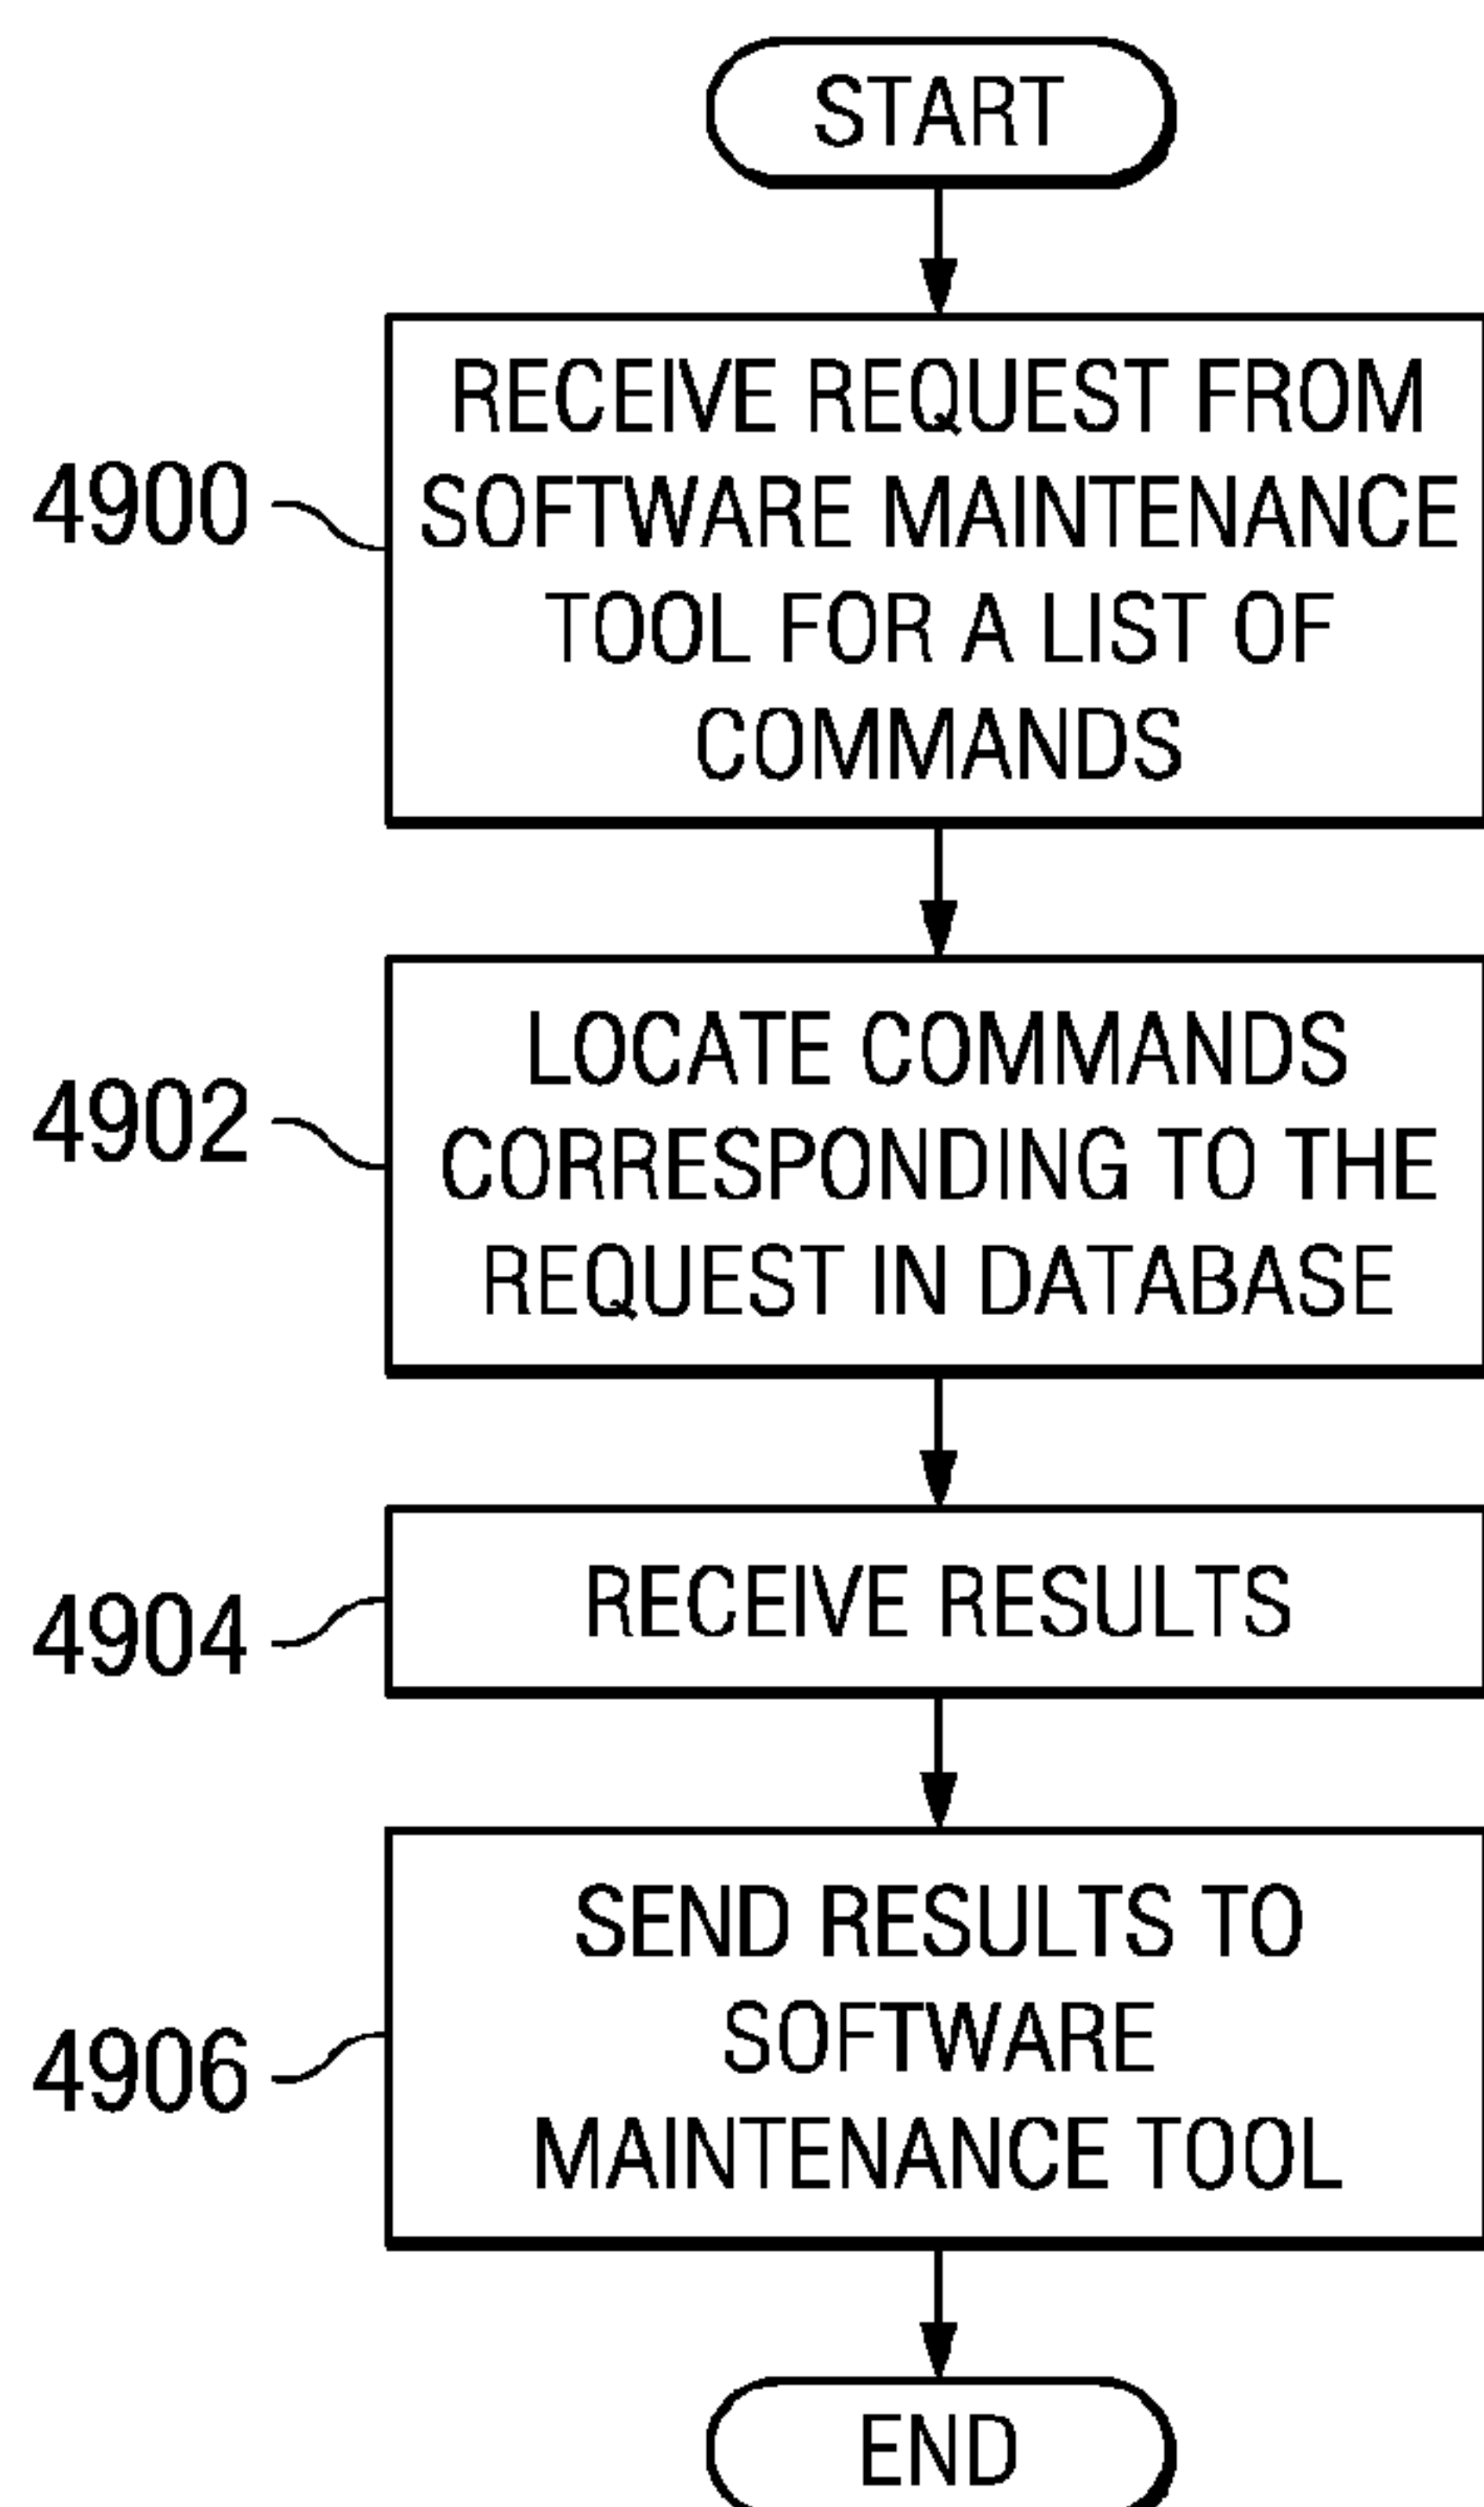 START
RECEIVE REQUEST FROM
SOFTWARE MAINTENANCE
TOOL FOR A LIST OF
COMMANDS
4900
LOCATE COMMANDS
CORRESPONDING TO THE
REQUEST IN DATABASE
4902
RECEIVE RESULTS
4904
SEND RESULTS TO
SOFTWARE
MAINTENANCE TOOL
4906
END